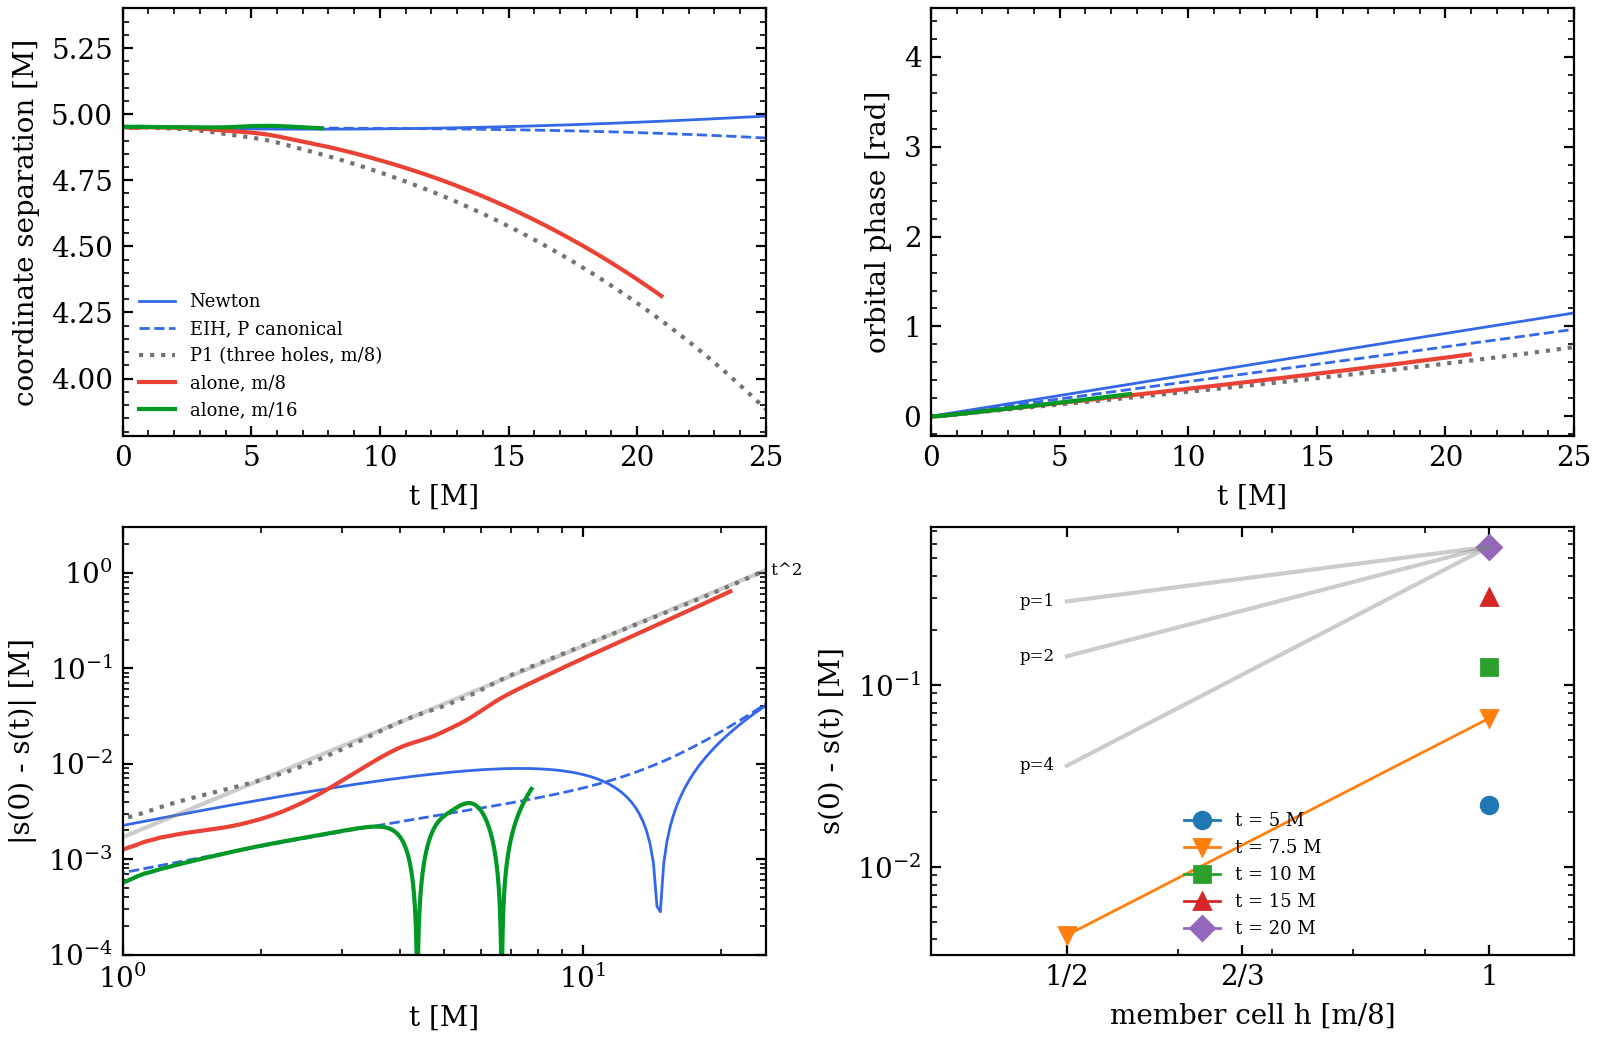 coordinate separation [M]
5.25
5.00
4.75
4.50
4.25
4.00
Newton
EIH, P canonical
P1 (three holes, m/8)
alone, m/8
alone, m/16
0 5 10 15 20 25
t [M]
orbital phase [rad]
4
3
2
1
0
0 5 10 15 20 25
t [M]
|s(0) - s(t)| [M]
10^0
10^-1
10^-2
10^-3
10^-4
t^2
10^0 10^1
t [M]
s(0) - s(t) [M]
10^-1
10^-2
p=1
p=2
p=4
t = 5 M
t = 7.5 M
t = 10 M
t = 15 M
t = 20 M
1/2 2/3 1
member cell h [m/8]